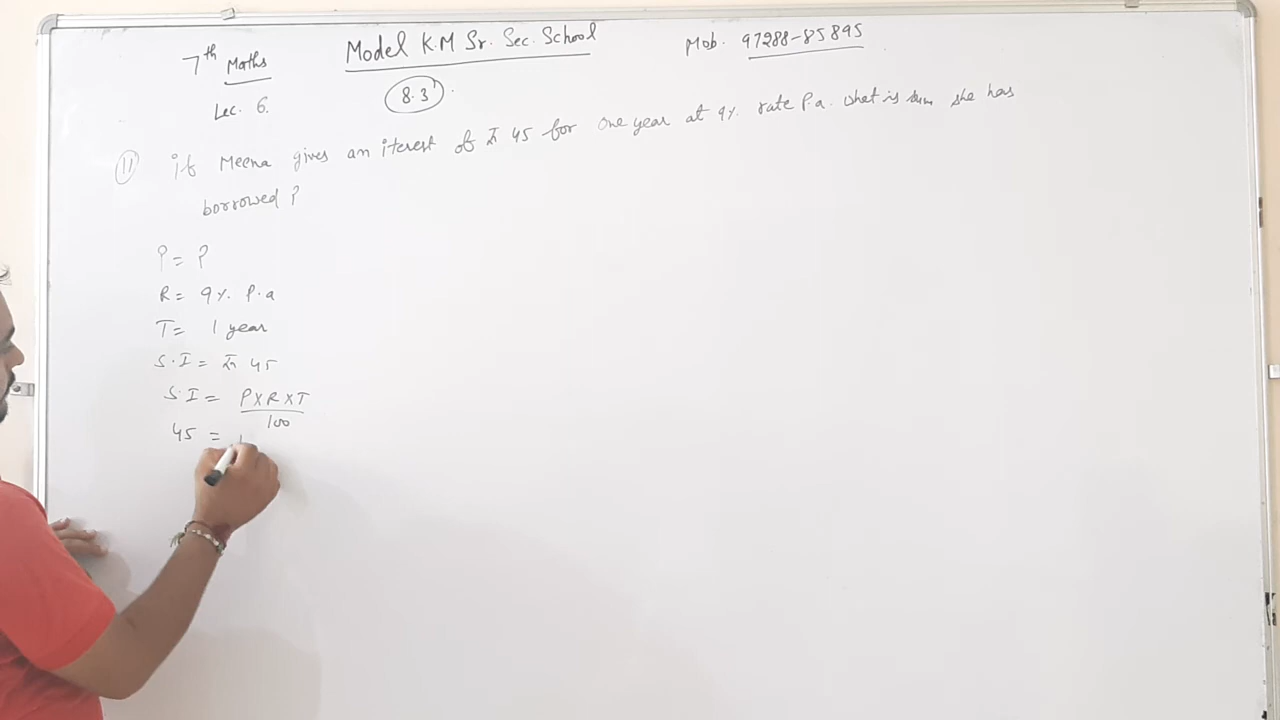 7th Maths
Model K.M Sr. Sec. School
Mob. 97288-85895
Lec. 6.
8.3
(11) if Meena gives an iterest of ₹ 45 for one year at 9% rate P.a. what is sum she has
borrowed ?
P = ?
R = 9% P.a
T = 1 year
S.I = ₹ 45
S.I = P×R×T
100
45 =